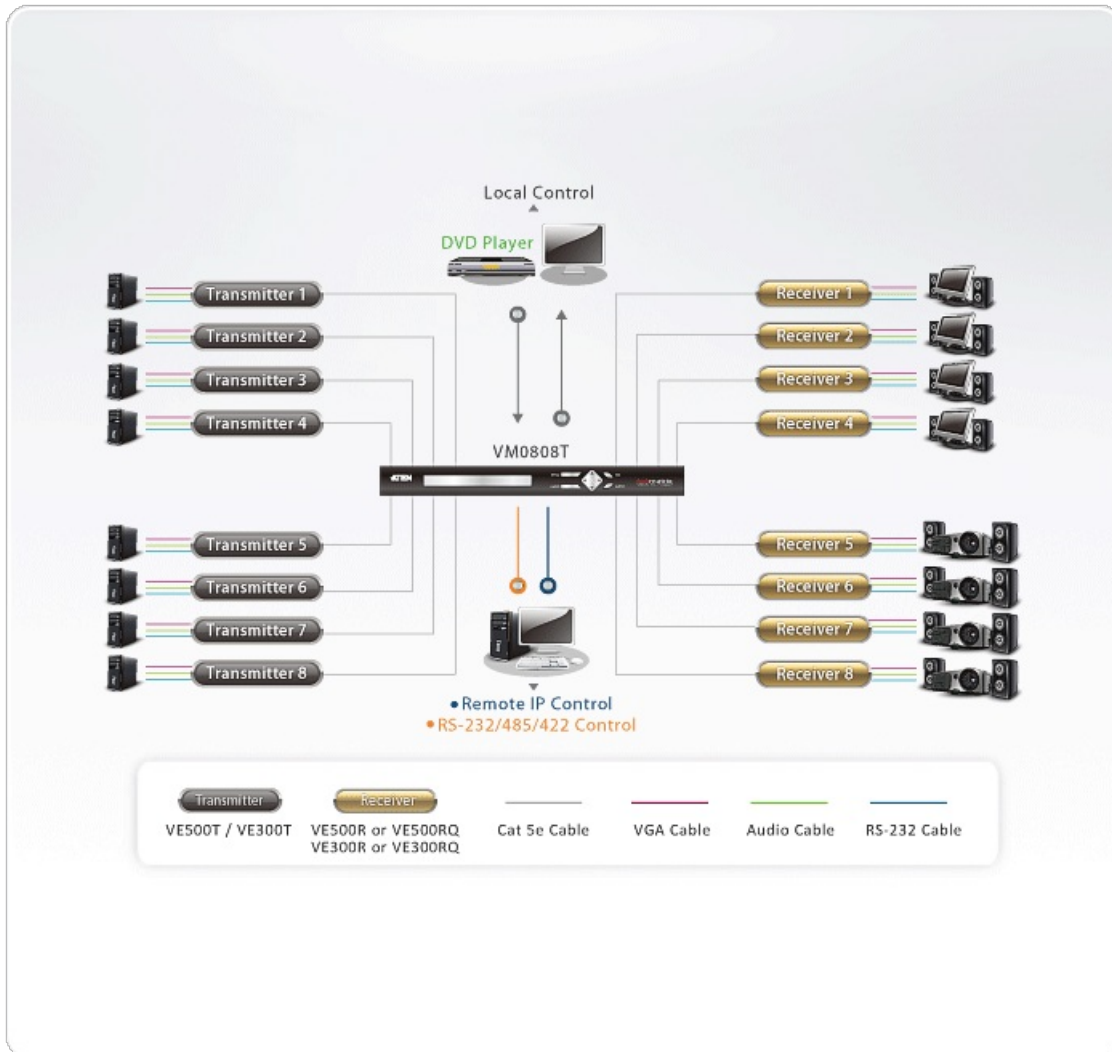 Local Control
DVD Player
Transmitter 1
Transmitter 2
Transmitter 3
Transmitter 4
Receiver 1
Receiver 2
Receiver 3
Receiver 4
VM0808T
ATEN
Transmitter 5
Transmitter 6
Transmitter 7
Transmitter 8
Receiver 5
Receiver 6
Receiver 7
Receiver 8
•Remote IP Control
•RS-232/485/422 Control
Transmitter
VE500T / VE300T
Receiver
VE500R or VE500RQ
VE300R or VE300RQ
Cat 5e Cable
VGA Cable
Audio Cable
RS-232 Cable